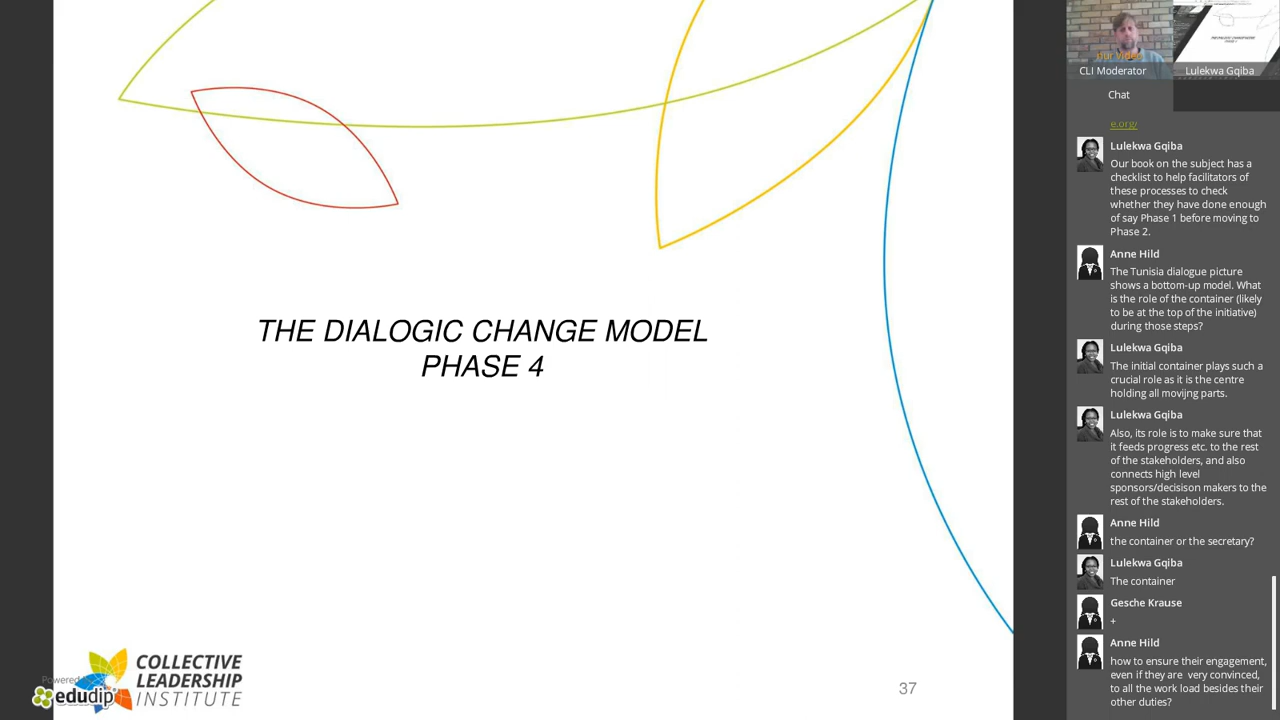 THE DIALOGIC CHANGE MODEL
PHASE 4
COLLECTIVE
LEADERSHIP
INSTITUTE
Powered
edudip
37
CLI Moderator
Lulekwa Gqiba
Chat
e.org/
Lulekwa Gqiba
Our book on the subject has a
checklist to help facilitators of
these processes to check
whether they have done enough
of say Phase 1 before moving to
Phase 2.
Anne Hild
The Tunisia dialogue picture
shows a bottom-up model. What
is the role of the container (likely
to be at the top of the initiative)
during those steps?
Lulekwa Gqiba
The initial container plays such a
crucial role as it is the centre
holding all movijng parts.
Lulekwa Gqiba
Also, its role is to make sure that
it feeds progress etc. to the rest
of the stakeholders, and also
connects high level
sponsors/decisison makers to the
rest of the stakeholders.
Anne Hild
the container or the secretary?
Lulekwa Gqiba
The container
Gesche Krause
+
Anne Hild
how to ensure their engagement,
even if they are very convinced,
to all the work load besides their
other duties?